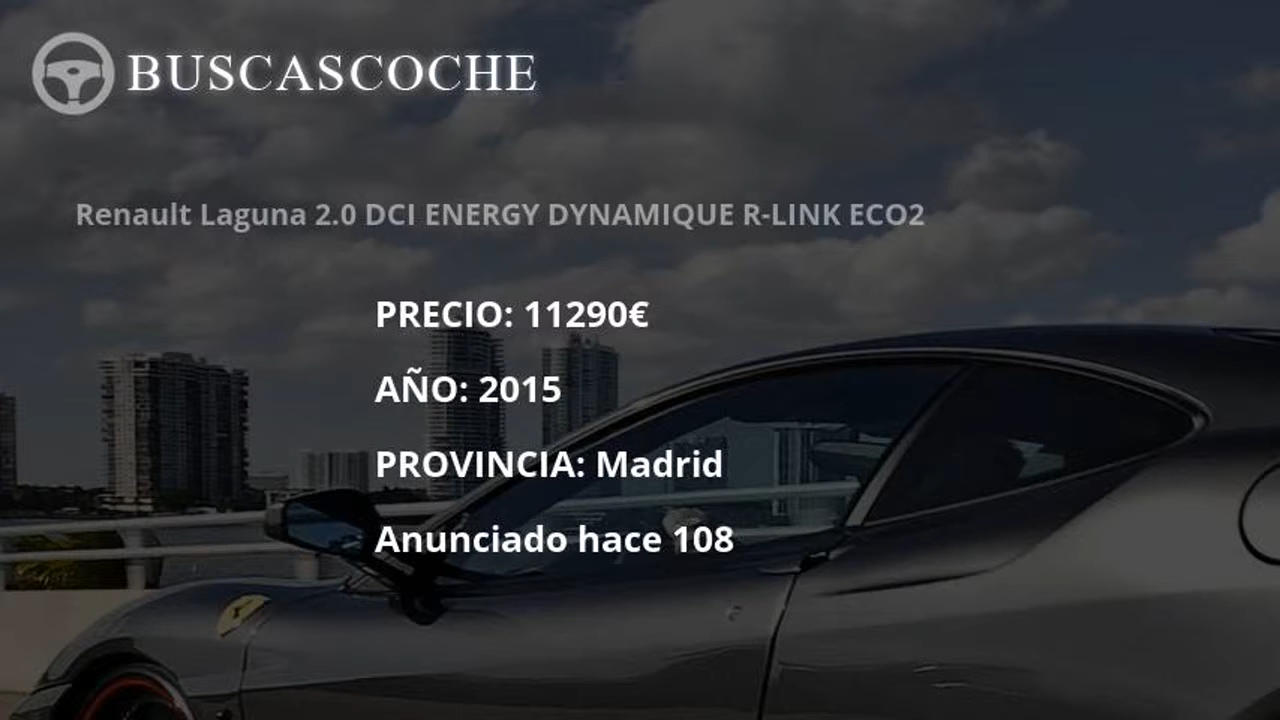 BUSCASCOCHE
Renault Laguna 2.0 DCI ENERGY DYNAMIQUE R-LINK ECO2
PRECIO: 11290€
AÑO: 2015
PROVINCIA: Madrid
Anunciado hace 108